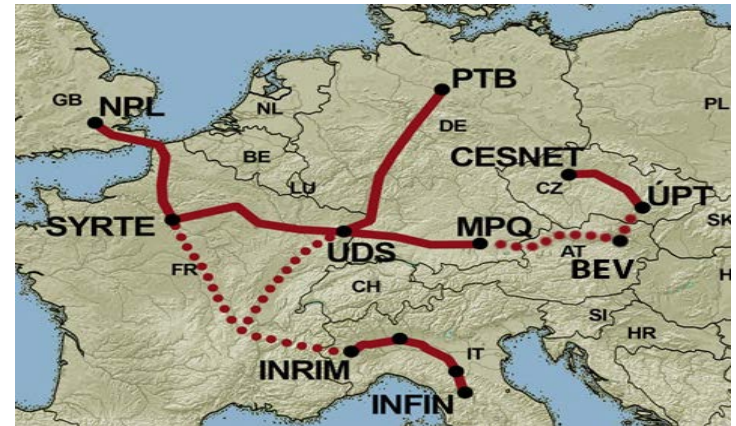 PTB
GB
NPL
NL
DE
PL
BE
CESNET
LU
CZ
ÚPT
SYRTE
MPQ
SK
UDS
AT
BEV
FR
CH
H
SI
HR
INRIM
IT
INFIN